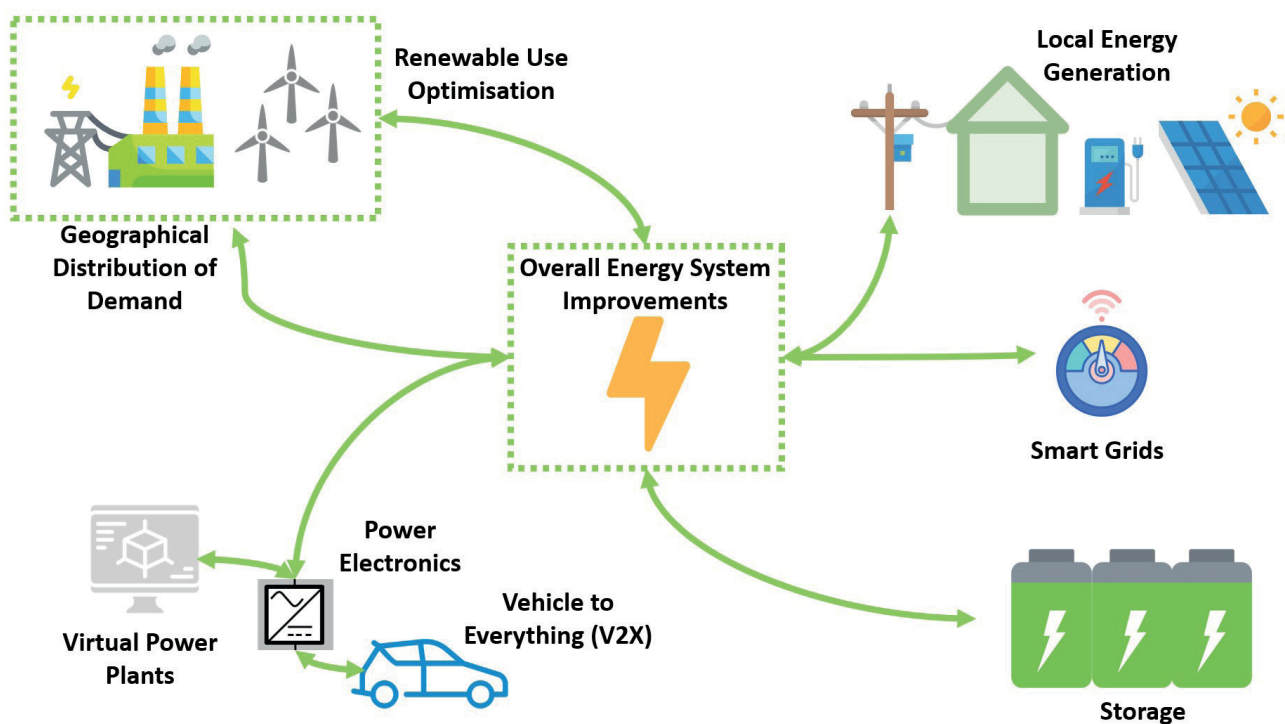 Renewable Use
Optimisation
Local Energy
Generation
Geographical
Distribution of
Demand
Overall Energy System
Improvements
Smart Grids
Power
Electronics
Vehicle to
Everything (V2X)
Virtual Power
Plants
Storage